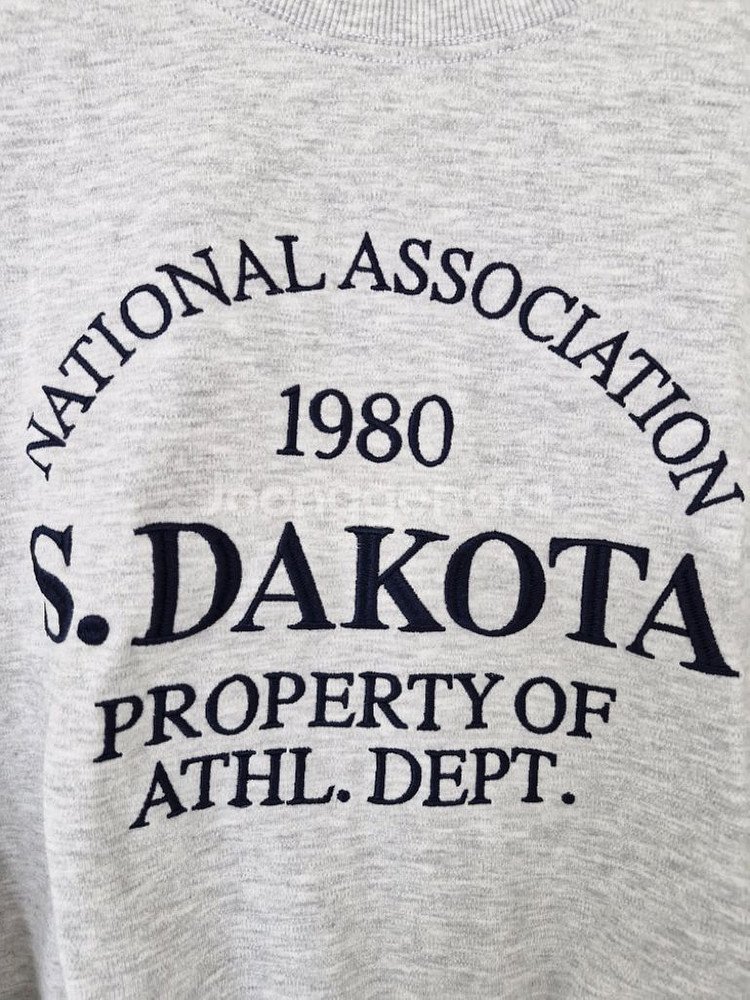 NATIONAL ASSOCIATION
1980
S. DAKOTA
PROPERTY OF
ATHL. DEPT.